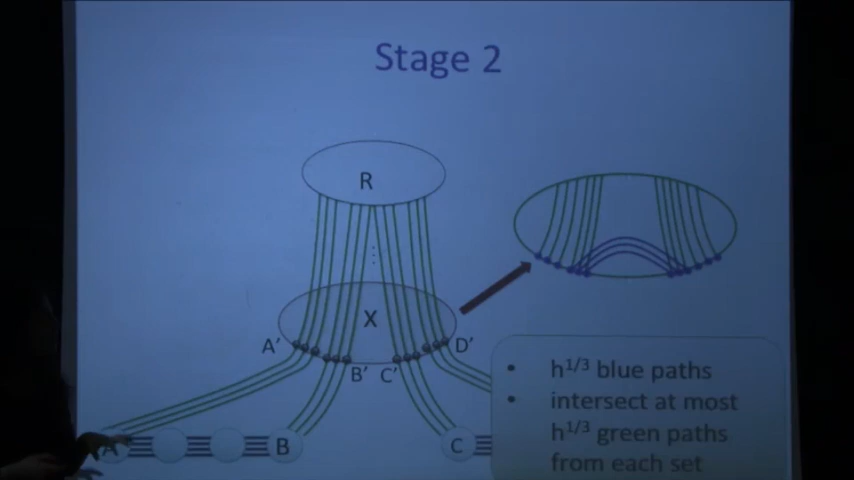 Stage 2
R
X
A'
D'
B' C'
A
B
C
• h^1/3 blue paths
• intersect at most
h^1/3 green paths
from each set